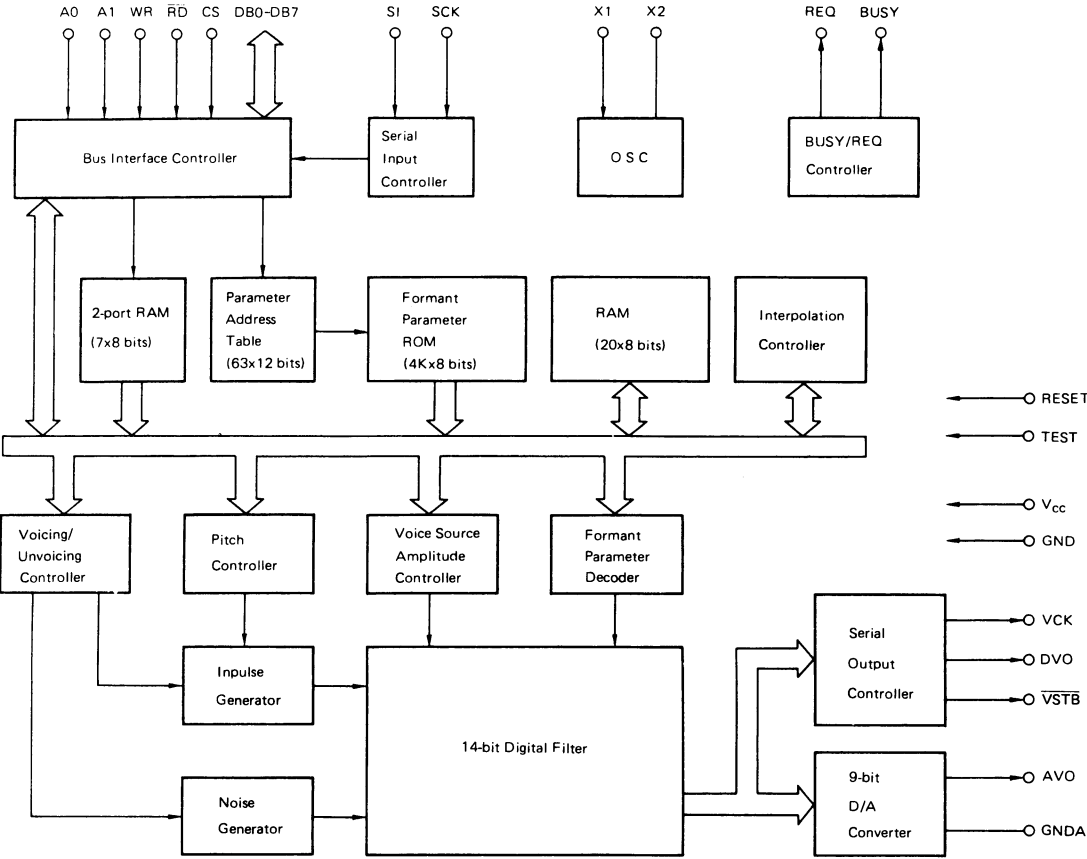 A0 A1 WR R̅D̅ CS DB0-DB7 SI SCK X1 X2 REQ BUSY
Bus Interface Controller
Serial
Input
Controller
OSC
BUSY/REQ
Controller
2-port RAM
(7x8 bits)
Parameter
Address
Table
(63x12 bits)
Formant
Parameter
ROM
(4Kx8 bits)
RAM
(20x8 bits)
Interpolation
Controller
RESET
TEST
Vcc
GND
Voicing/
Unvoicing
Controller
Pitch
Controller
Voice Source
Amplitude
Controller
Formant
Parameter
Decoder
Inpulse
Generator
Noise
Generator
14-bit Digital Filter
Serial
Output
Controller
VCK
DVO
V̅S̅T̅B̅
9-bit
D/A
Converter
AVO
GNDA